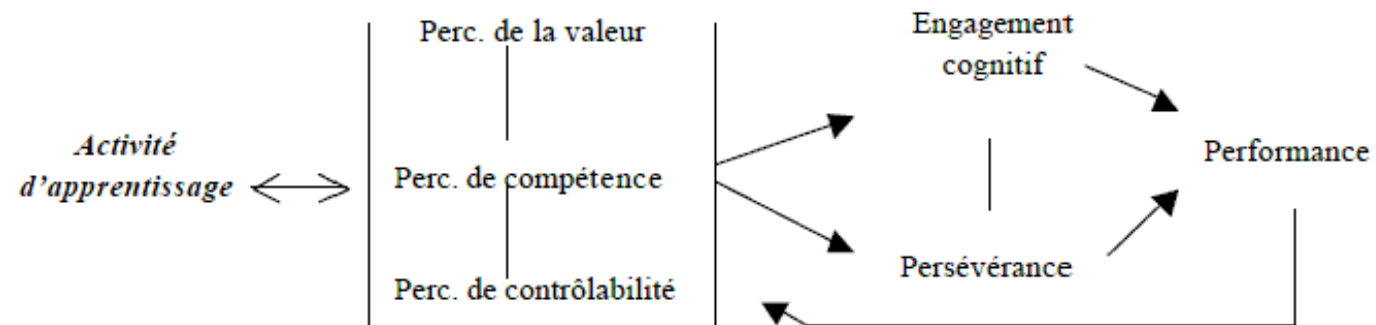 Perc. de la valeur
Engagement
cognitif
Activité
d'apprentissage
Perc. de compétence
Performance
Persévérance
Perc. de contrôlabilité